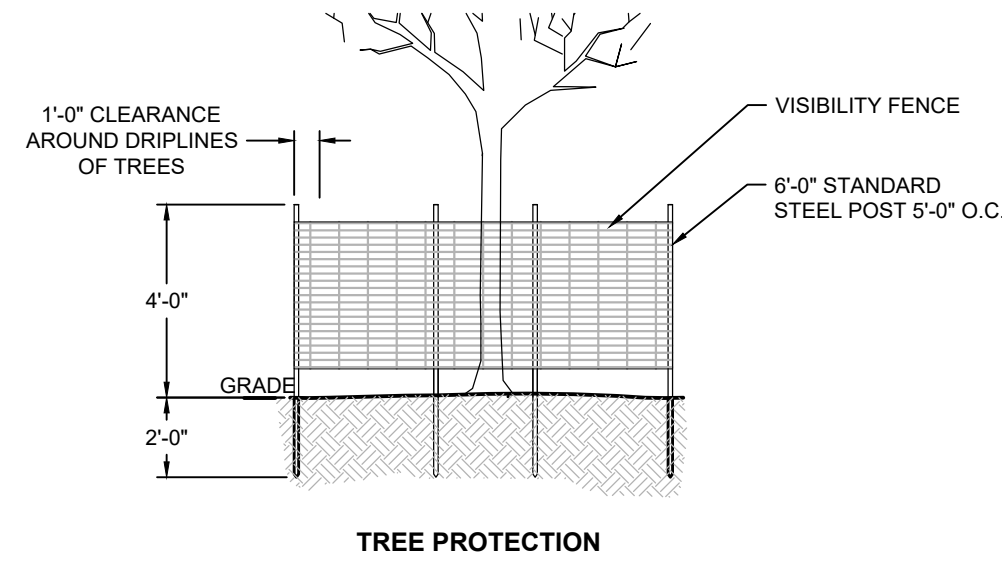 1'-0" CLEARANCE
AROUND DRIPLINES
OF TREES
VISIBILITY FENCE
6'-0" STANDARD
STEEL POST 5'-0" O.C.
4'-0"
GRADE
2'-0"
TREE PROTECTION